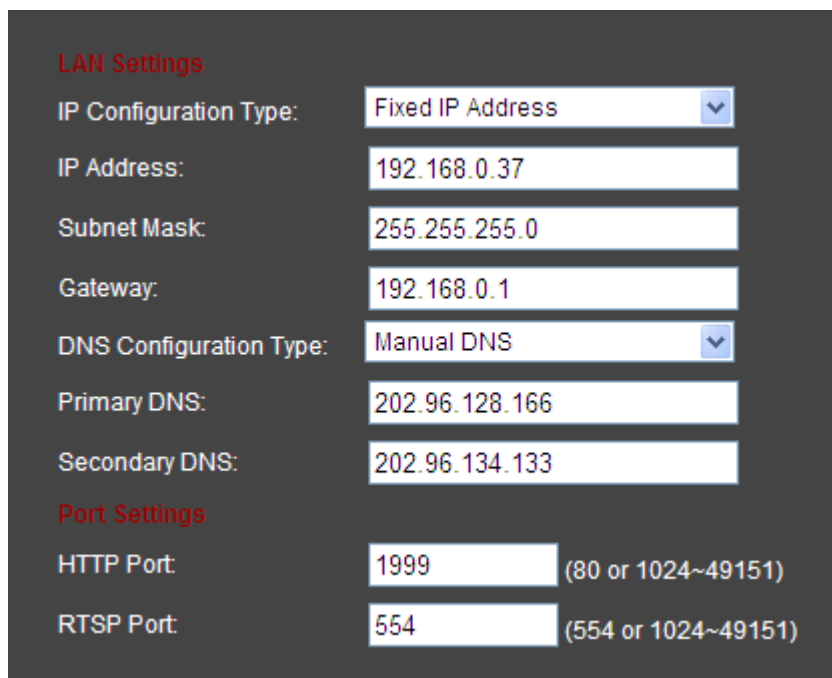 LAN Settings
IP Configuration Type: Fixed IP Address
IP Address: 192.168.0.37
Subnet Mask: 255.255.255.0
Gateway: 192.168.0.1
DNS Configuration Type: Manual DNS
Primary DNS: 202.96.128.166
Secondary DNS: 202.96.134.133
Port Settings
HTTP Port: 1999 (80 or 1024~49151)
RTSP Port: 554 (554 or 1024~49151)